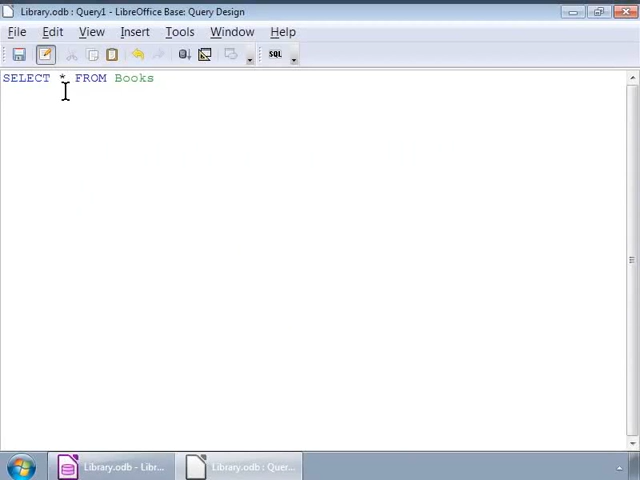 Library.odb : Query1 - LibreOffice Base: Query Design
File Edit View Insert Tools Window Help
SQL
SELECT * FROM Books
Library.odb - Libr...
Library.odb : Quer...